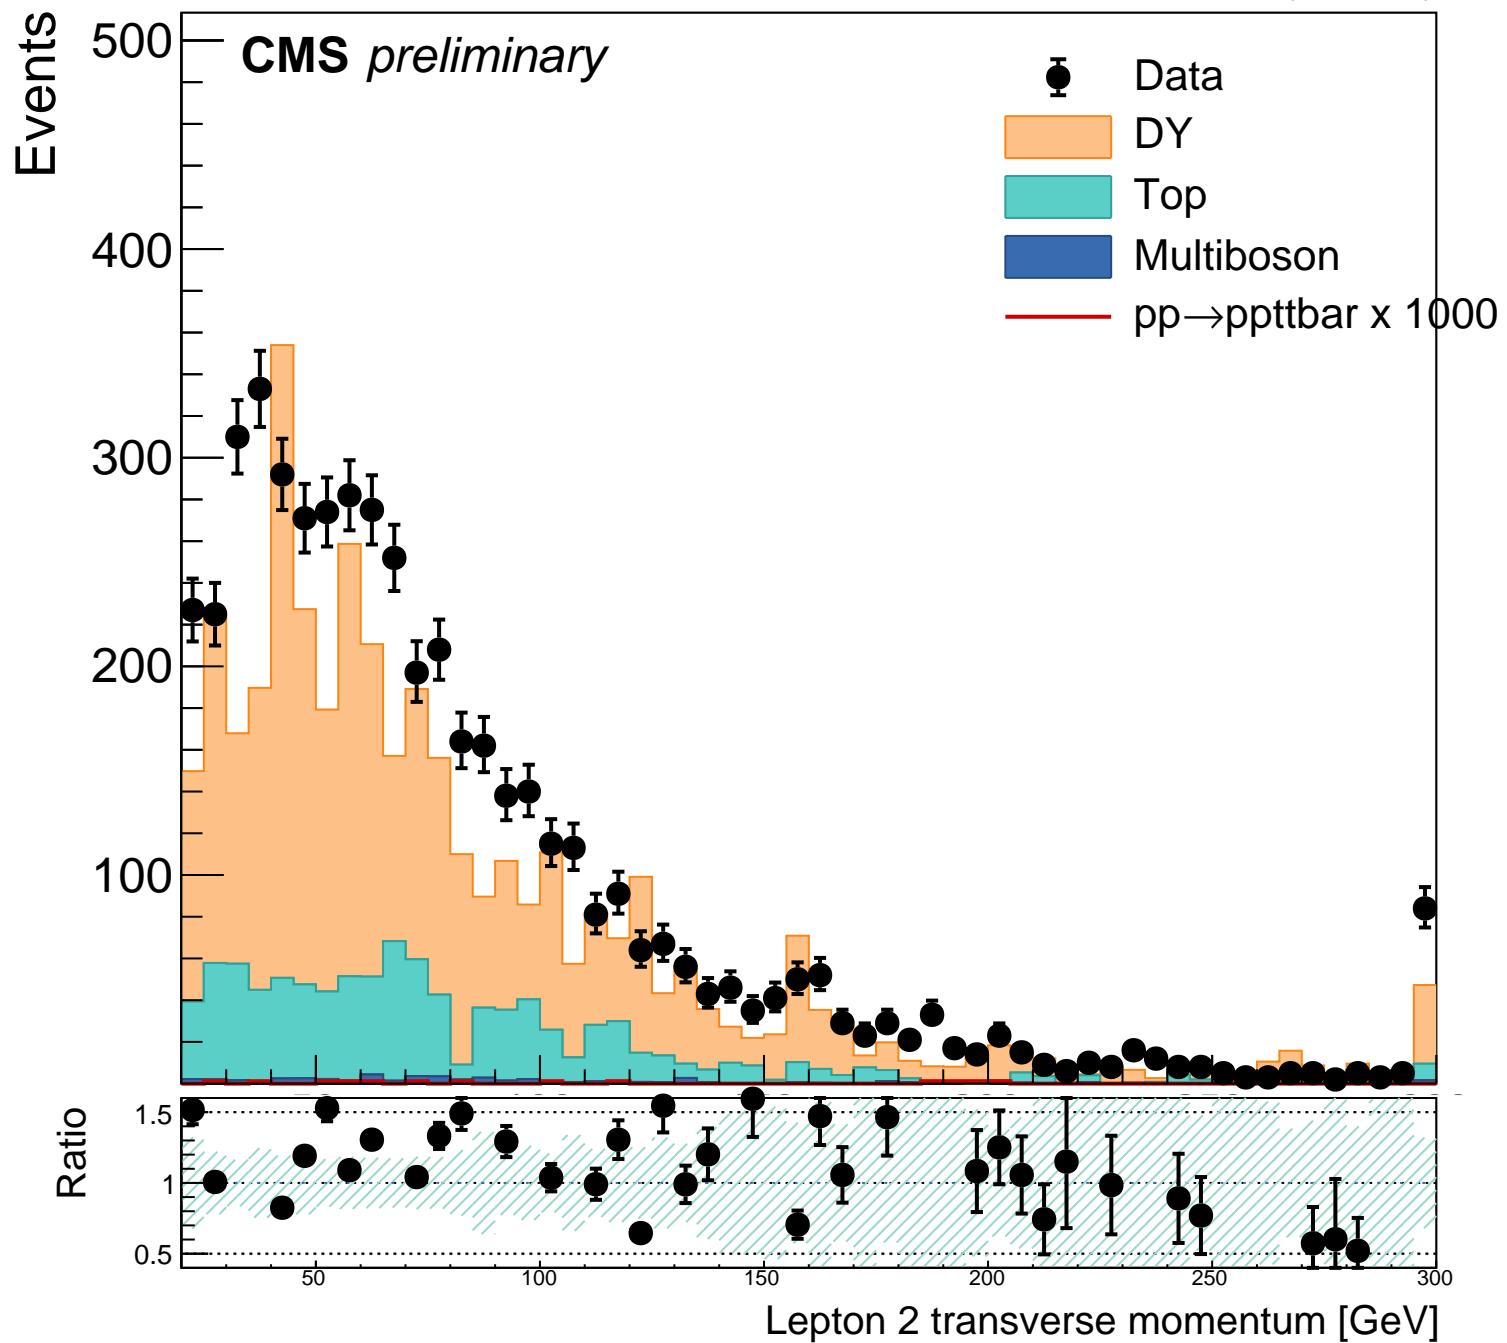 CMS preliminary
Events
500
400
300
200
100
Data
DY
Top
Multiboson
pp→ppttbar x 1000
Ratio
1.5
1
0.5
50
100
150
200
250
300
Lepton 2 transverse momentum [GeV]